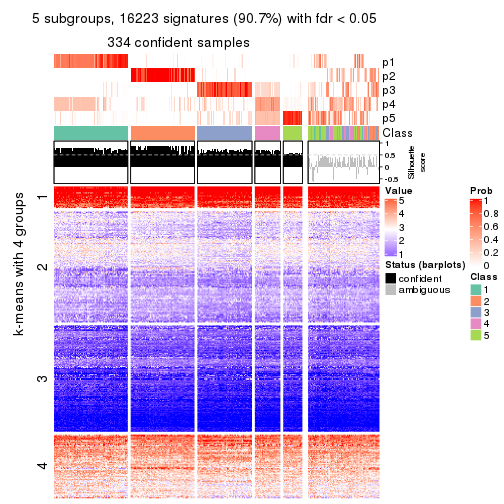 5 subgroups, 16223 signatures (90.7%) with fdr < 0.05
334 confident samples
p1
p2
p3
p4
p5
Class
1
0.5
0
-0.5
Silhouette
score
k-means with 4 groups
1
2
3
4
Value
5
4
3
2
1
Status (barplots)
confident
ambiguous
Prob
1
0.8
0.6
0.4
0.2
0
Class
1
2
3
4
5